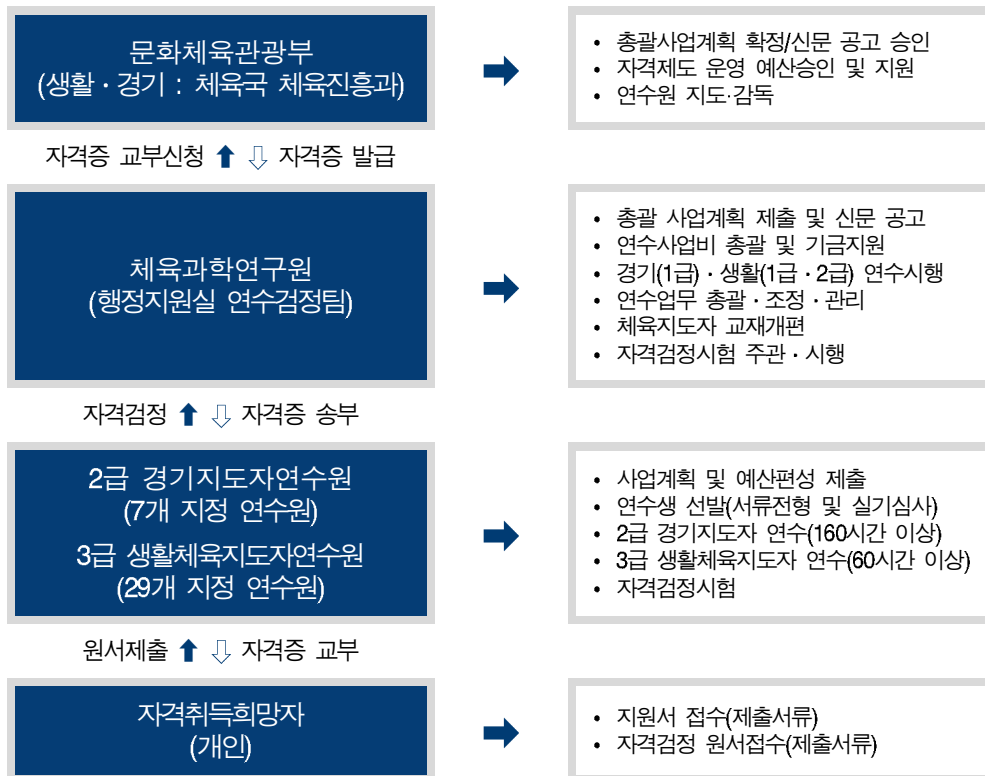 문화체육관광부
(생활・경기 : 체육국 체육진흥과)
• 총괄사업계획 확정/신문 공고 승인
• 자격제도 운영 예산승인 및 지원
• 연수원 지도·감독
자격증 교부신청 ⬆ ⇩ 자격증 발급
체육과학연구원
(행정지원실 연수검정팀)
• 총괄 사업계획 제출 및 신문 공고
• 연수사업비 총괄 및 기금지원
• 경기(1급)・생활(1급・2급) 연수시행
• 연수업무 총괄・조정・관리
• 체육지도자 교재개편
• 자격검정시험 주관・시행
자격검정 ⬆ ⇩ 자격증 송부
2급 경기지도자연수원
(7개 지정 연수원)
3급 생활체육지도자연수원
(29개 지정 연수원)
• 사업계획 및 예산편성 제출
• 연수생 선발(서류전형 및 실기심사)
• 2급 경기지도자 연수(160시간 이상)
• 3급 생활체육지도자 연수(60시간 이상)
• 자격검정시험
원서제출 ⬆ ⇩ 자격증 교부
자격취득희망자
(개인)
• 지원서 접수(제출서류)
• 자격검정 원서접수(제출서류)